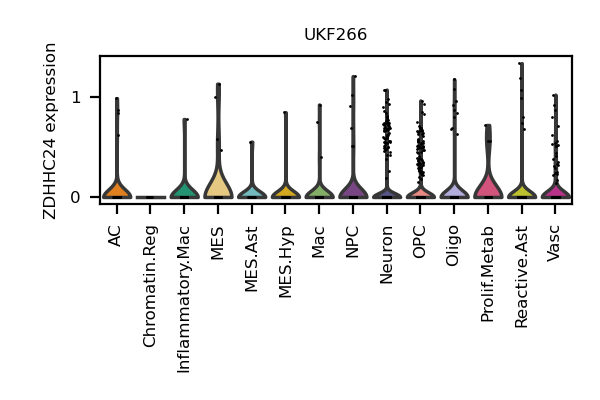 UKF266
ZDHHC24 expression
1
0
AC
Chromatin.Reg
Inflammatory.Mac
MES
MES.Ast
MES.Hyp
Mac
NPC
Neuron
OPC
Oligo
Prolif.Metab
Reactive.Ast
Vasc